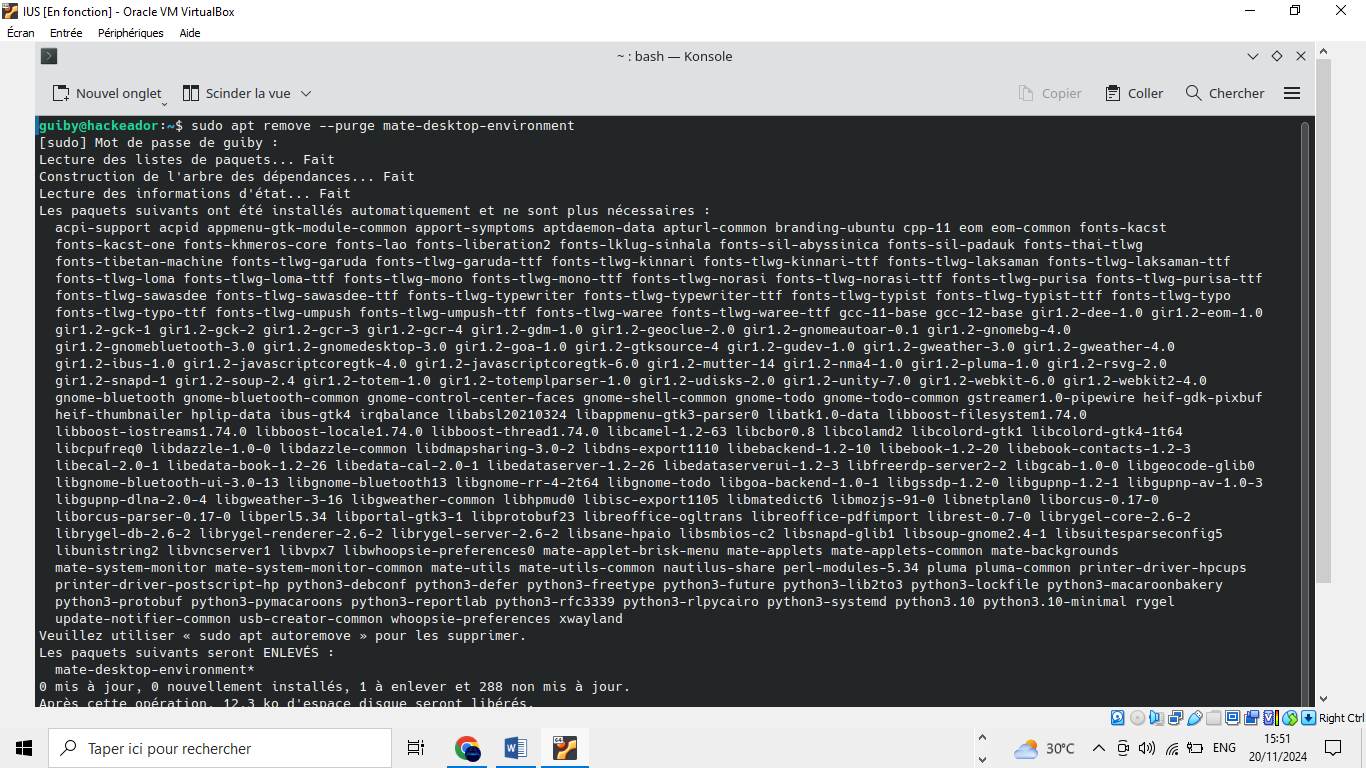 IUS [En fonction] - Oracle VM VirtualBox
Écran Entrée Périphériques Aide
~ : bash — Konsole
Nouvel onglet Scinder la vue Copier Coller Chercher
guiby@hackeador:~$ sudo apt remove --purge mate-desktop-environment
[sudo] Mot de passe de guiby :
Lecture des listes de paquets... Fait
Construction de l'arbre des dépendances... Fait
Lecture des informations d'état... Fait
Les paquets suivants ont été installés automatiquement et ne sont plus nécessaires :
acpi-support acpid appmenu-gtk-module-common apport-symptoms aptdaemon-data apturl-common branding-ubuntu cpp-11 eom eom-common fonts-kacst
fonts-kacst-one fonts-khmeros-core fonts-lao fonts-liberation2 fonts-lklug-sinhala fonts-sil-abyssinica fonts-sil-padauk fonts-thai-tlwg
fonts-tibetan-machine fonts-tlwg-garuda fonts-tlwg-garuda-ttf fonts-tlwg-kinnari fonts-tlwg-kinnari-ttf fonts-tlwg-laksaman fonts-tlwg-laksaman-ttf
fonts-tlwg-loma fonts-tlwg-loma-ttf fonts-tlwg-mono fonts-tlwg-mono-ttf fonts-tlwg-norasi fonts-tlwg-norasi-ttf fonts-tlwg-purisa fonts-tlwg-purisa-ttf
fonts-tlwg-sawasdee fonts-tlwg-sawasdee-ttf fonts-tlwg-typewriter fonts-tlwg-typewriter-ttf fonts-tlwg-typist fonts-tlwg-typist-ttf fonts-tlwg-typo
fonts-tlwg-typo-ttf fonts-tlwg-umpush fonts-tlwg-umpush-ttf fonts-tlwg-waree fonts-tlwg-waree-ttf gcc-11-base gcc-12-base gir1.2-dee-1.0 gir1.2-eom-1.0
gir1.2-gck-1 gir1.2-gck-2 gir1.2-gcr-3 gir1.2-gcr-4 gir1.2-gdm-1.0 gir1.2-geoclue-2.0 gir1.2-gnomeautoar-0.1 gir1.2-gnomebg-4.0
gir1.2-gnomebluetooth-3.0 gir1.2-gnomedesktop-3.0 gir1.2-goa-1.0 gir1.2-gtksource-4 gir1.2-gudev-1.0 gir1.2-gweather-3.0 gir1.2-gweather-4.0
gir1.2-ibus-1.0 gir1.2-javascriptcoregtk-4.0 gir1.2-javascriptcoregtk-6.0 gir1.2-mutter-14 gir1.2-nma4-1.0 gir1.2-pluma-1.0 gir1.2-rsvg-2.0
gir1.2-snapd-1 gir1.2-soup-2.4 gir1.2-totem-1.0 gir1.2-totemplparser-1.0 gir1.2-udisks-2.0 gir1.2-unity-7.0 gir1.2-webkit-6.0 gir1.2-webkit2-4.0
gnome-bluetooth gnome-bluetooth-common gnome-control-center-faces gnome-shell-common gnome-todo gnome-todo-common gstreamer1.0-pipewire heif-gdk-pixbuf
heif-thumbnailer hplip-data ibus-gtk4 irqbalance libabsl20210324 libappmenu-gtk3-parser0 libatk1.0-data libboost-filesystem1.74.0
libboost-iostreams1.74.0 libboost-locale1.74.0 libboost-thread1.74.0 libcamel-1.2-63 libcbor0.8 libcolamd2 libcolord-gtk1 libcolord-gtk4-1t64
libcpufreq0 libdazzle-1.0-0 libdazzle-common libdmapsharing-3.0-2 libdns-export1110 libebackend-1.2-10 libebook-1.2-20 libebook-contacts-1.2-3
libecal-2.0-1 libedata-book-1.2-26 libedata-cal-2.0-1 libedataserver-1.2-26 libedataserverui-1.2-3 libfreerdp-server2-2 libgcab-1.0-0 libgeocode-glib0
libgnome-bluetooth-ui-3.0-13 libgnome-bluetooth13 libgnome-rr-4-2t64 libgnome-todo libgoa-backend-1.0-1 libgssdp-1.2-0 libgupnp-1.2-1 libgupnp-av-1.0-3
libgupnp-dlna-2.0-4 libgweather-3-16 libgweather-common libhpmud0 libisc-export1105 libmatedict6 libmozjs-91-0 libnetplan0 liborcus-0.17-0
liborcus-parser-0.17-0 libperl5.34 libportal-gtk3-1 libprotobuf23 libreoffice-ogltrans libreoffice-pdfimport librest-0.7-0 librygel-core-2.6-2
librygel-db-2.6-2 librygel-renderer-2.6-2 librygel-server-2.6-2 libsane-hpaio libsmbios-c2 libsnapd-glib1 libsoup-gnome2.4-1 libsuitesparseconfig5
libunistring2 libvncserver1 libvpx7 libwhoopsie-preferences0 mate-applet-brisk-menu mate-applets mate-applets-common mate-backgrounds
mate-system-monitor mate-system-monitor-common mate-utils mate-utils-common nautilus-share perl-modules-5.34 pluma pluma-common printer-driver-hpcups
printer-driver-postscript-hp python3-debconf python3-defer python3-freetype python3-future python3-lib2to3 python3-lockfile python3-macaroonbakery
python3-protobuf python3-pymacaroons python3-reportlab python3-rfc3339 python3-rlpycairo python3-systemd python3.10 python3.10-minimal rygel
update-notifier-common usb-creator-common whoopsie-preferences xwayland
Veuillez utiliser « sudo apt autoremove » pour les supprimer.
Les paquets suivants seront ENLEVÉS :
mate-desktop-environment*
0 mis à jour, 0 nouvellement installés, 1 à enlever et 288 non mis à jour.
Après cette opération, 12,3 ko d'espace disque seront libérés.
Right Ctrl
Taper ici pour rechercher
30°C
ENG
15:51
20/11/2024